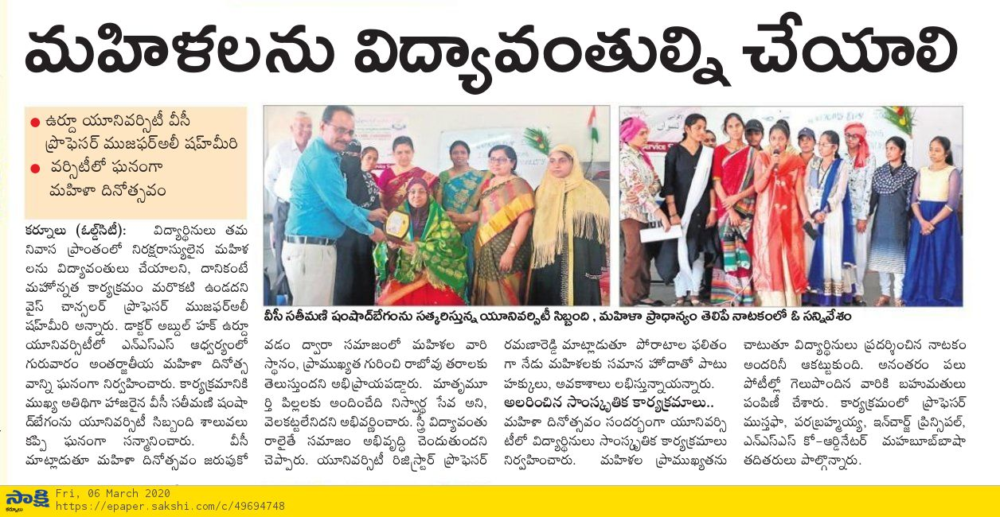 మహిళలను విద్యావంతుల్ని చేయాలి
● ఉర్దూ యూనివర్సిటీ వీసీ
ప్రొఫెసర్ ముజఫర్అలీ షహ్‌మీరి
● వర్సిటీలో ఘనంగా
మహిళా దినోత్సవం
కర్నూలు (ఓల్డ్‌సిటీ): విద్యార్థినులు తమ
నివాస ప్రాంతంలో నిరక్షరాస్యులైన మహిళ
లను విద్యావంతులు చేయాలని, దానికంటే
మహోన్నత కార్యక్రమం మరొకటి ఉండదని
వైస్ చాన్సలర్ ప్రొఫెసర్ ముజఫర్అలీ
షహ్‌మీరి అన్నారు. డాక్టర్ అబ్దుల్ హక్ ఉర్దూ
యూనివర్సిటీలో ఎన్ఎస్ఎస్ ఆధ్వర్యంలో
గురువారం అంతర్జాతీయ మహిళా దినోత్స
వాన్ని ఘనంగా నిర్వహించారు. కార్యక్రమానికి
ముఖ్య అతిథిగా హాజరైన వీసీ సతీమణి షంషా
ద్‌బేగంను యూనివర్సిటీ సిబ్బంది శాలువలు
కప్పి ఘనంగా సన్మానించారు. వీసీ
మాట్లాడుతూ మహిళా దినోత్సవం జరుపుకో
వీసీ సతీమణి షంషాద్‌బేగంను సత్కరిస్తున్న యూనివర్సిటీ సిబ్బంది , మహిళా ప్రాధాన్యం తెలిపే నాటకంలో ఓ సన్నివేశం
వడం ద్వారా సమాజంలో మహిళల వారి
స్థానం, ప్రాముఖ్యత గురించి రాబోవు తరాలకు
తెలుస్తుందని అభిప్రాయపడ్డారు. మాతృమూ
ర్తి పిల్లలకు అందించేది నిస్వార్థ సేవ అని,
వెలకట్టలేనిదని అభివర్ణించారు. స్త్రీ విద్యావంతు
రాలైతే సమాజం అభివృద్ధి చెందుతుందని
చెప్పారు. యూనివర్సిటీ రిజిస్ట్రార్ ప్రొఫెసర్
రమణారెడ్డి మాట్లాడుతూ పోరాటాల ఫలితం
గా నేడు మహిళలకు సమాన హోదాతో పాటు
హక్కులు, అవకాశాలు లభిస్తున్నాయన్నారు.
అలరించిన సాంస్కృతిక కార్యక్రమాలు..
మహిళా దినోత్సవం సందర్భంగా యూనివర్సి
టీలో విద్యార్థినులు సాంస్కృతిక కార్యక్రమాలు
నిర్వహించారు. మహిళల ప్రాముఖ్యతను
చాటుతూ విద్యార్థినులు ప్రదర్శించిన నాటకం
అందరినీ ఆకట్టుకుంది. అనంతరం పలు
పోటీల్లో గెలుపొందిన వారికి బహుమతులు
పంపిణీ చేశారు. కార్యక్రమంలో ప్రొఫెసర్
ముస్తఫా, పరబ్రహ్మయ్య, ఇన్‌చార్జ్ ప్రిన్సిపల్,
ఎన్ఎస్ఎస్ కో-ఆర్డినేటర్ మహబూబ్‌బాషా
తదితరులు పాల్గొన్నారు.
సాక్షి
కర్నూలు
Fri, 06 March 2020
https://epaper.sakshi.com/c/49694748